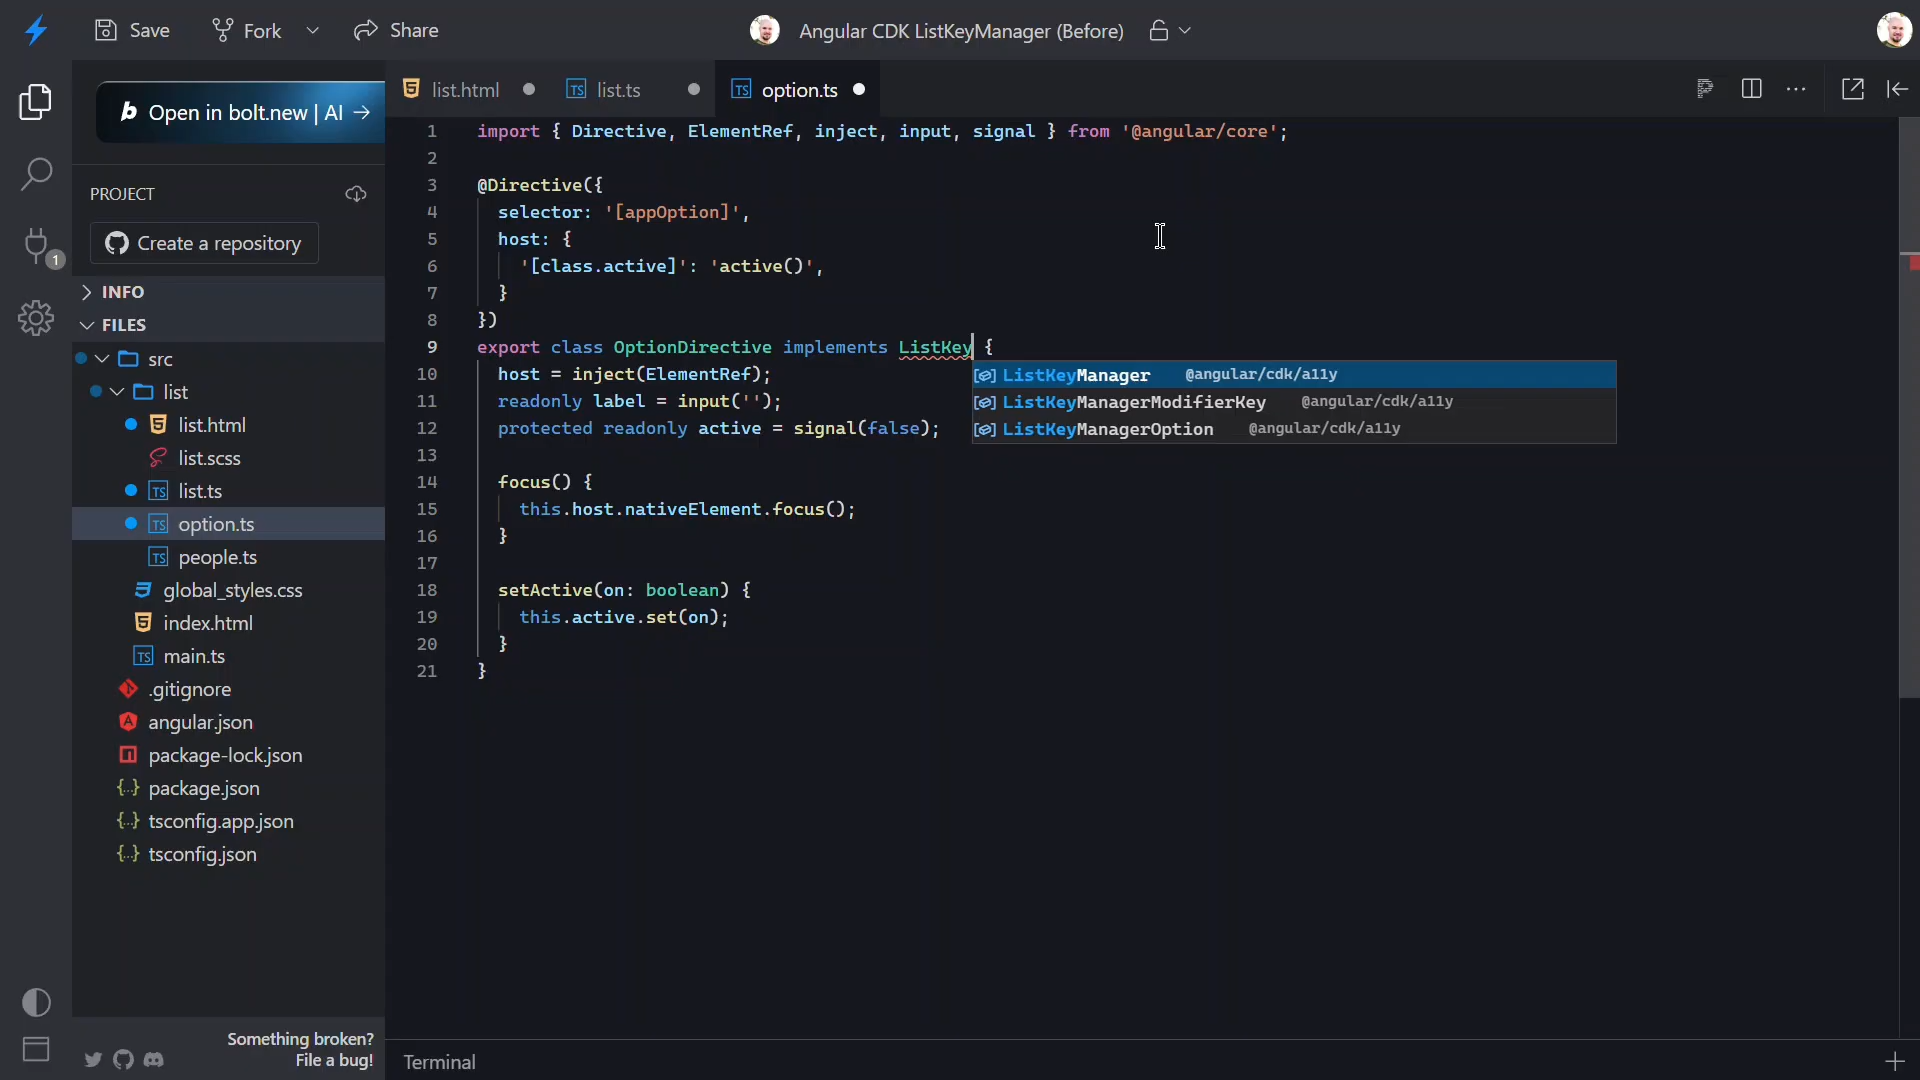 Save
Fork
Share
Angular CDK ListKeyManager (Before)
b Open in bolt.new | AI →
PROJECT
Create a repository
INFO
FILES
src
list
list.html
list.scss
TS list.ts
TS option.ts
TS people.ts
global_styles.css
index.html
TS main.ts
.gitignore
angular.json
package-lock.json
{..} package.json
{..} tsconfig.app.json
{..} tsconfig.json
1
Something broken?
File a bug!
list.html
TS list.ts
TS option.ts
1 import { Directive, ElementRef, inject, input, signal } from '@angular/core';
2
3 @Directive({
4 selector: '[appOption]',
5 host: {
6 '[class.active]': 'active()',
7 }
8 })
9 export class OptionDirective implements ListKey {
10 host = inject(ElementRef);
11 readonly label = input('');
12 protected readonly active = signal(false);
13
14 focus() {
15 this.host.nativeElement.focus();
16 }
17
18 setActive(on: boolean) {
19 this.active.set(on);
20 }
21 }
ListKeyManager @angular/cdk/a11y
ListKeyManagerModifierKey @angular/cdk/a11y
ListKeyManagerOption @angular/cdk/a11y
Terminal